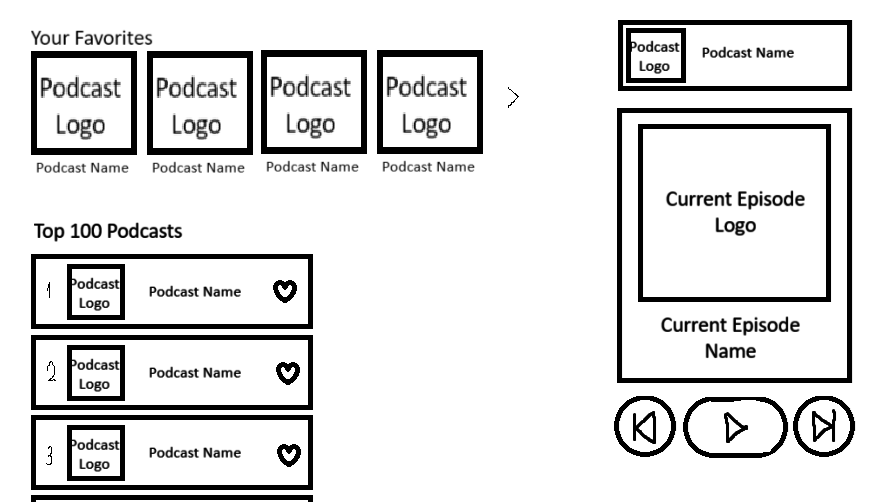 Your Favorites
Podcast
Logo
Podcast
Logo
Podcast
Logo
Podcast
Logo
Podcast Name
Podcast Name
Podcast Name
Podcast Name
Top 100 Podcasts
1
Podcast
Logo
Podcast Name
2
Podcast
Logo
Podcast Name
3
Podcast
Logo
Podcast Name
Podcast
Logo
Podcast Name
Current Episode
Logo
Current Episode
Name